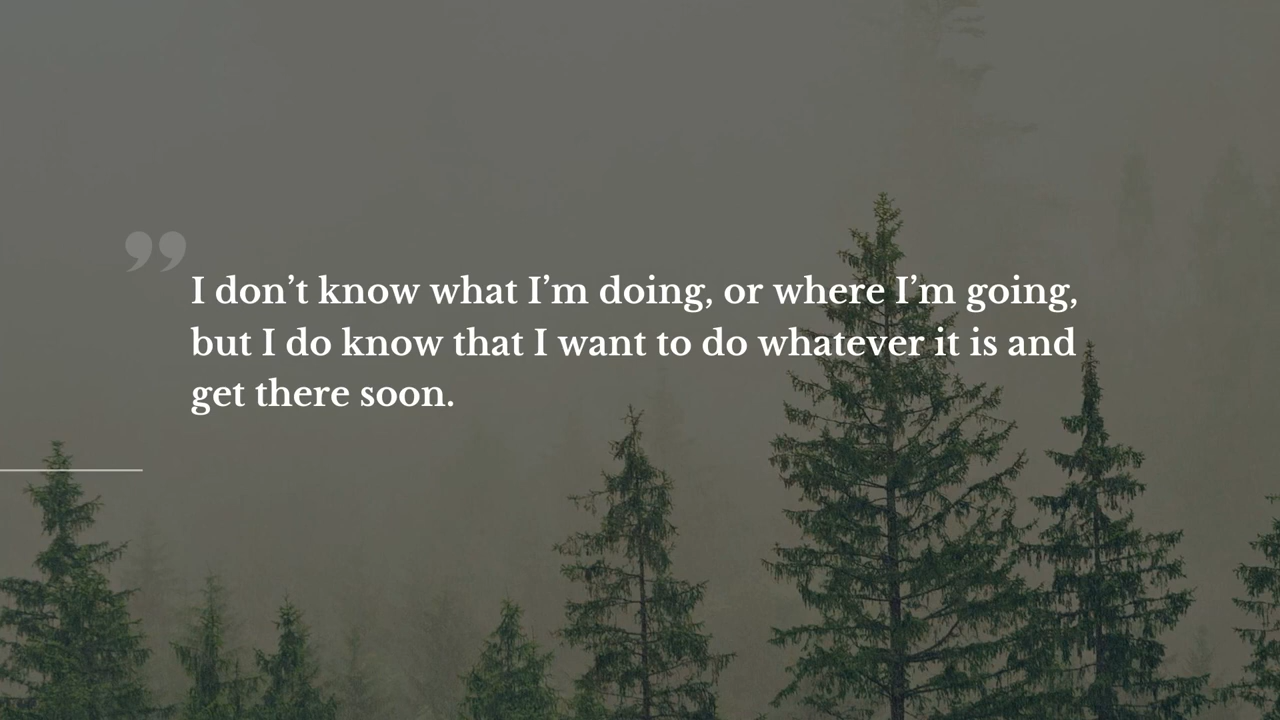 ”
I don’t know what I’m doing, or where I’m going,
but I do know that I want to do whatever it is and
get there soon.